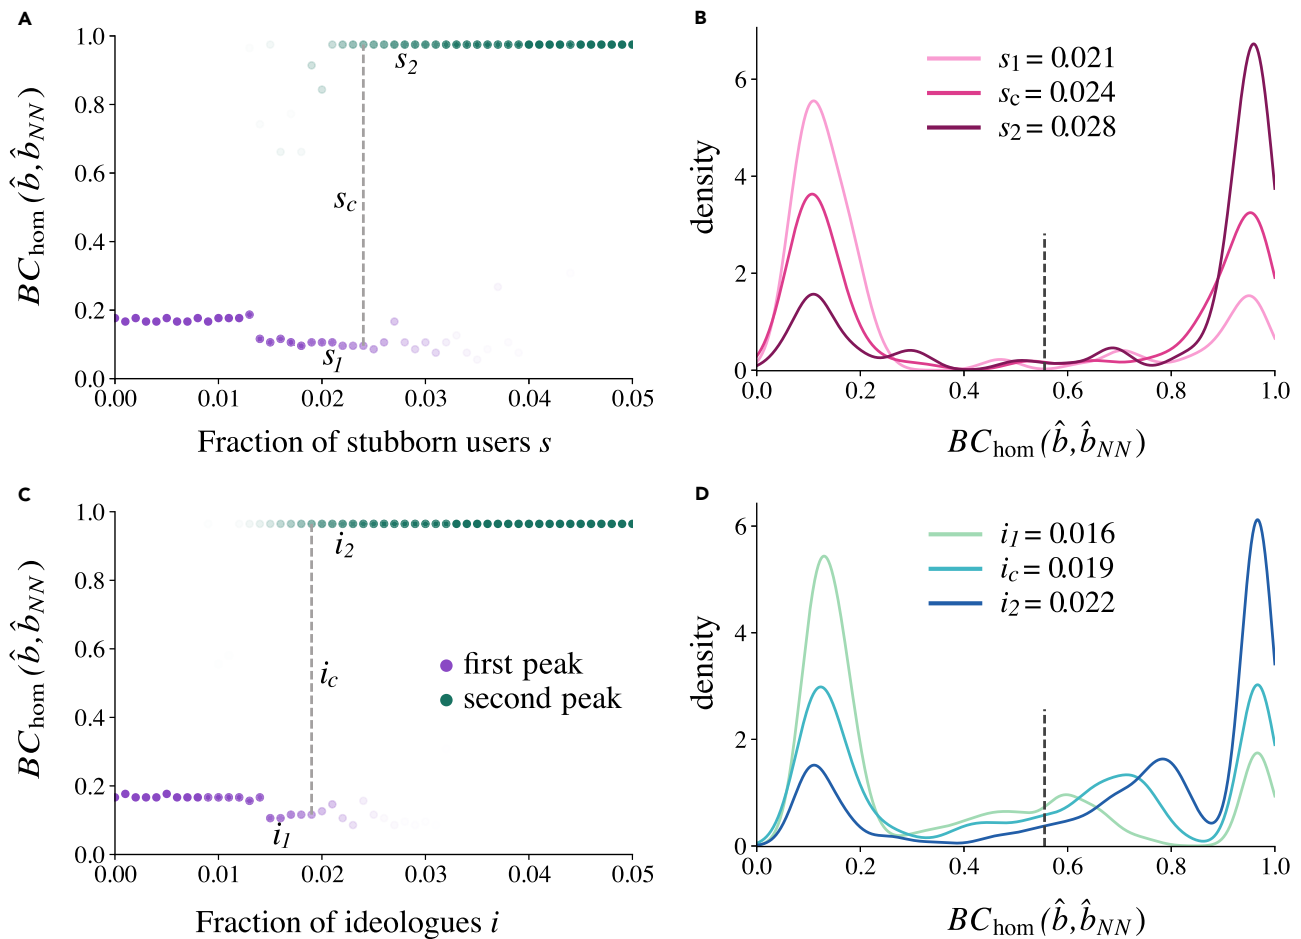 A
1.0
0.8
0.6
0.4
0.2
0.0
BC_hom(b̂,b̂_NN)
s_2
s_c
s_1
0.00 0.01 0.02 0.03 0.04 0.05
Fraction of stubborn users s
B
6
4
2
0
density
s_1 = 0.021
s_c = 0.024
s_2 = 0.028
0.0 0.2 0.4 0.6 0.8 1.0
BC_hom(b̂,b̂_NN)
C
1.0
0.8
0.6
0.4
0.2
0.0
BC_hom(b̂,b̂_NN)
i_2
i_c
first peak
second peak
i_1
0.00 0.01 0.02 0.03 0.04 0.05
Fraction of ideologues i
D
6
4
2
0
density
i_1 = 0.016
i_c = 0.019
i_2 = 0.022
0.0 0.2 0.4 0.6 0.8 1.0
BC_hom(b̂,b̂_NN)